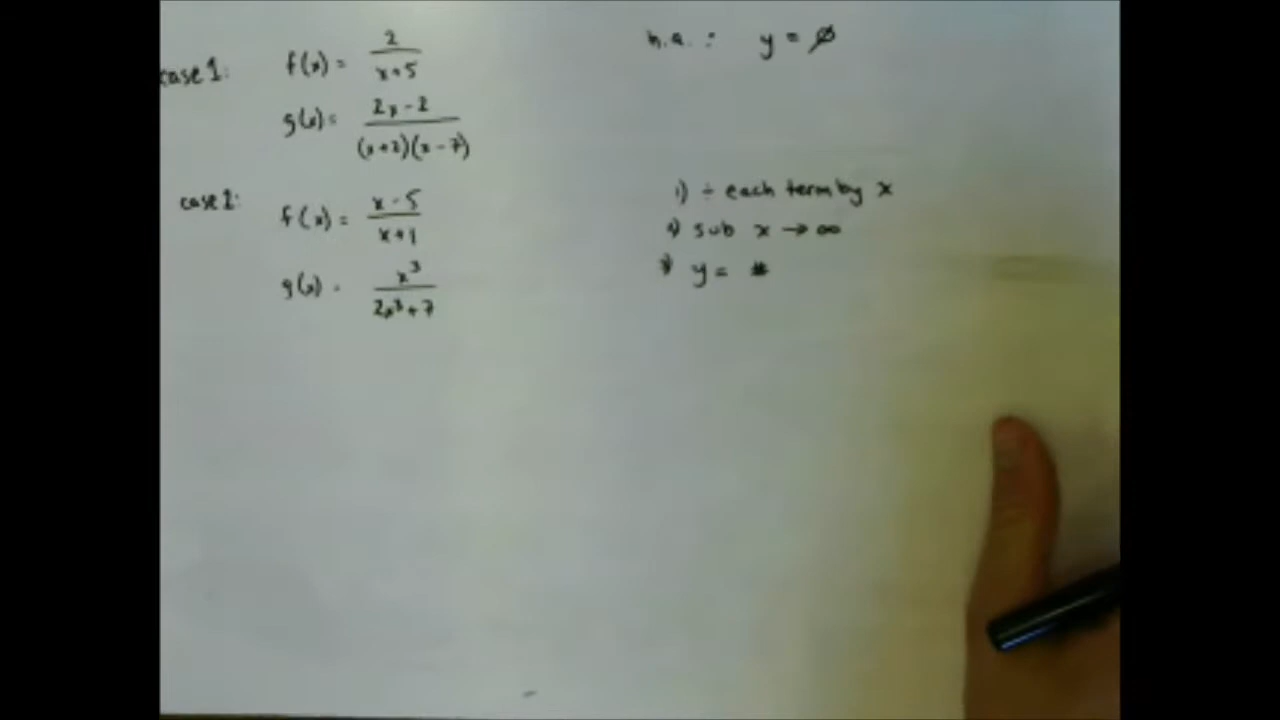 case 1: f(x) = 2/(x+5) h.a. : y = 0
g(x) = (2x-2)/((x+2)(x-7))
case 2: f(x) = (x-5)/(x+1) 1) ÷ each term by x
2) sub x → ∞
g(x) = x³/(2x³+7) 3) y = #